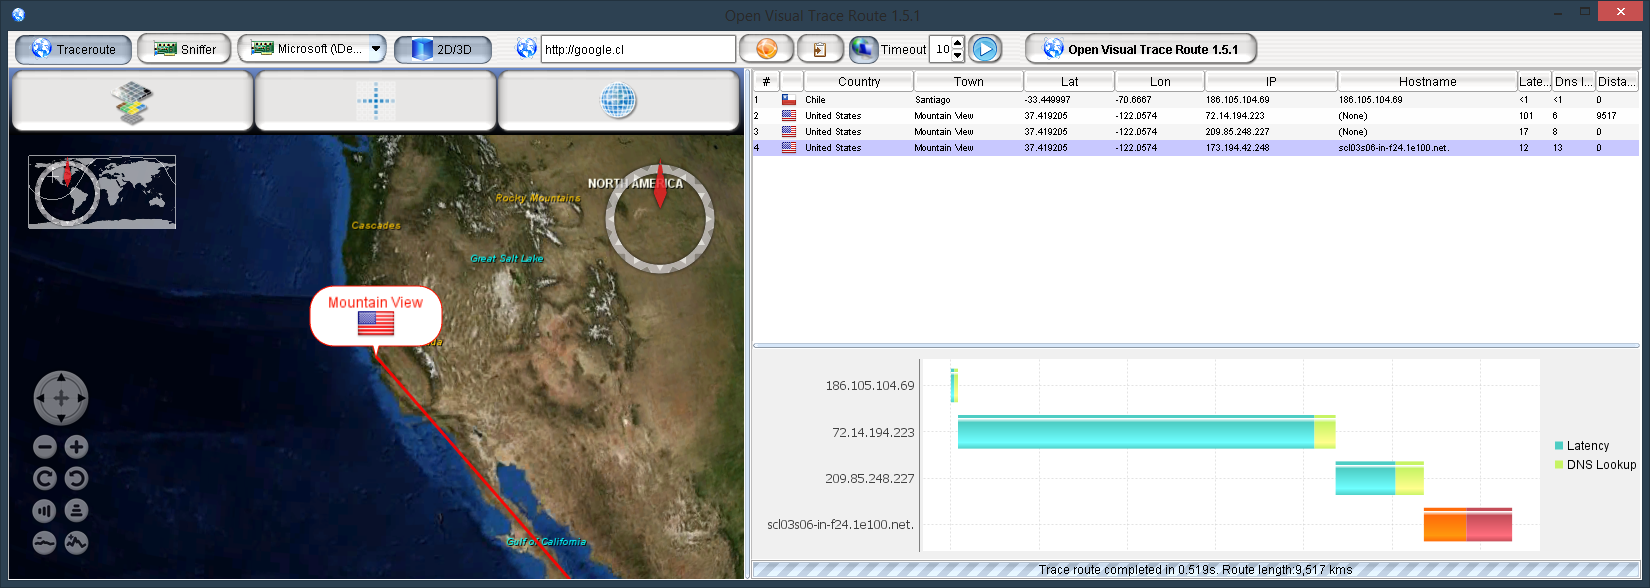 Open Visual Trace Route 1.5.1
Traceroute Sniffer Microsoft (\De... 2D/3D http://google.cl Timeout 10 Open Visual Trace Route 1.5.1
# Country Town Lat Lon IP Hostname Late... Dns l... Dista...
1 Chile Santiago -33.449997 -70.6667 186.105.104.69 186.105.104.69 <1 <1 0
2 United States Mountain View 37.419205 -122.0574 72.14.194.223 (None) 101 6 9517
3 United States Mountain View 37.419205 -122.0574 209.85.248.227 (None) 17 8 0
4 United States Mountain View 37.419205 -122.0574 173.194.42.248 scl03s06-in-f24.1e100.net. 12 13 0
NORTH AMERICA
Rocky Mountains
Cascades
Great Salt Lake
Mountain View
Gulf of California
186.105.104.69
72.14.194.223
209.85.248.227
scl03s06-in-f24.1e100.net.
Latency
DNS Lookup
Trace route completed in 0.519s. Route length:9,517 kms